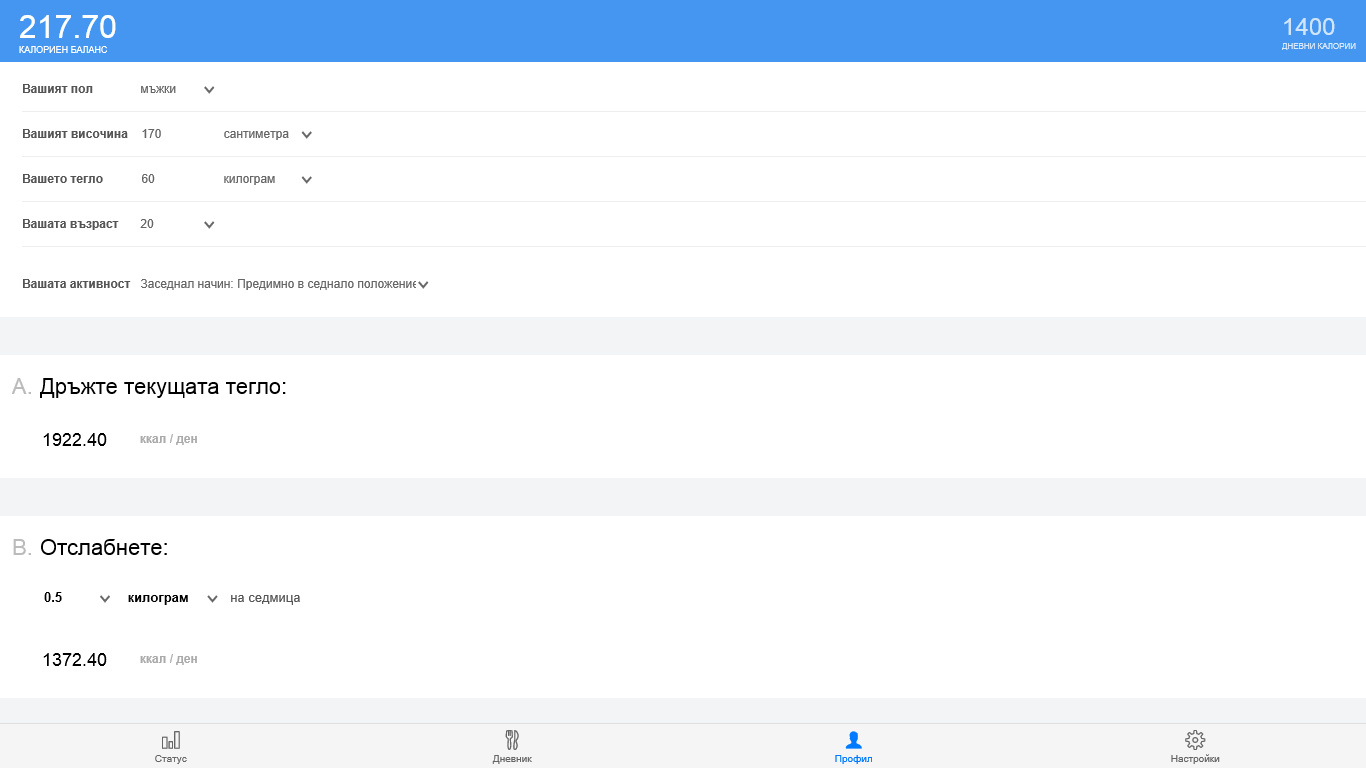 217.70
КАЛОРИЕН БАЛАНС
1400
ДНЕВНИ КАЛОРИИ
Вашият пол мъжки
Вашият височина 170 сантиметра
Вашето тегло 60 килограм
Вашата възраст 20
Вашата активност Заседнал начин: Предимно в седнало положение
A. Дръжте текущата тегло:
1922.40 ккал / ден
B. Отслабнете:
0.5 килограм на седмица
1372.40 ккал / ден
Статус Дневник Профил Настройки